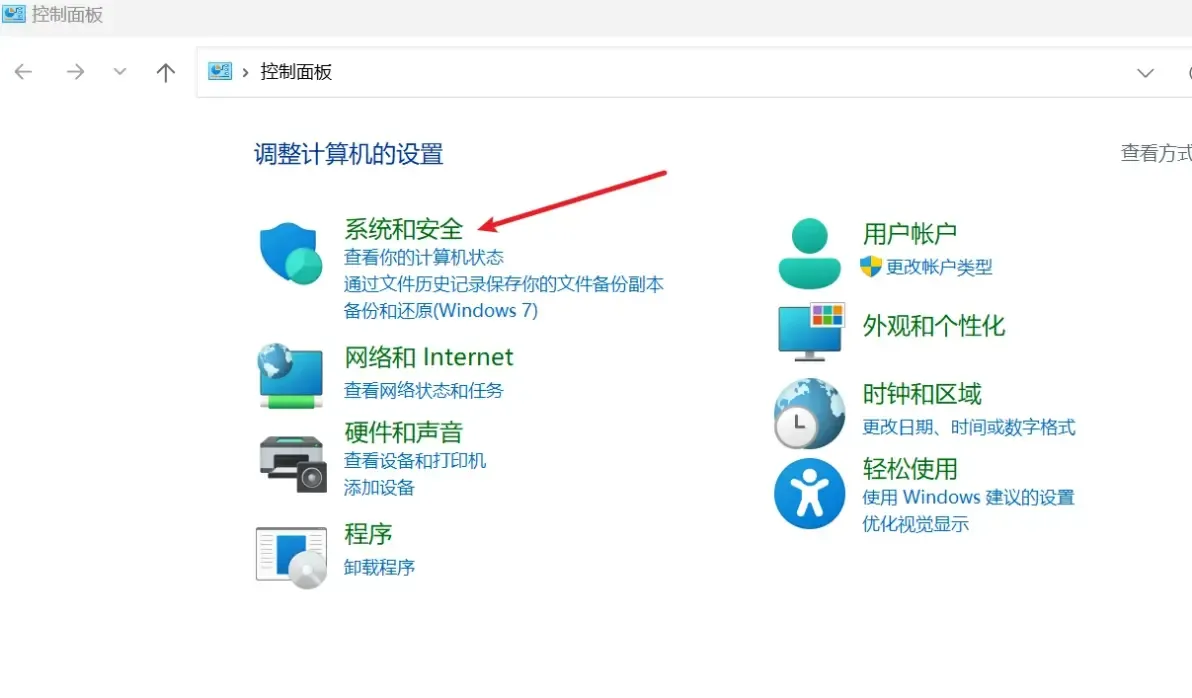 控制面板
控制面板
调整计算机的设置
查看方式
系统和安全
查看你的计算机状态
通过文件历史记录保存你的文件备份副本
备份和还原(Windows 7)
网络和 Internet
查看网络状态和任务
硬件和声音
查看设备和打印机
添加设备
程序
卸载程序
用户帐户
更改帐户类型
外观和个性化
时钟和区域
更改日期、时间或数字格式
轻松使用
使用 Windows 建议的设置
优化视觉显示